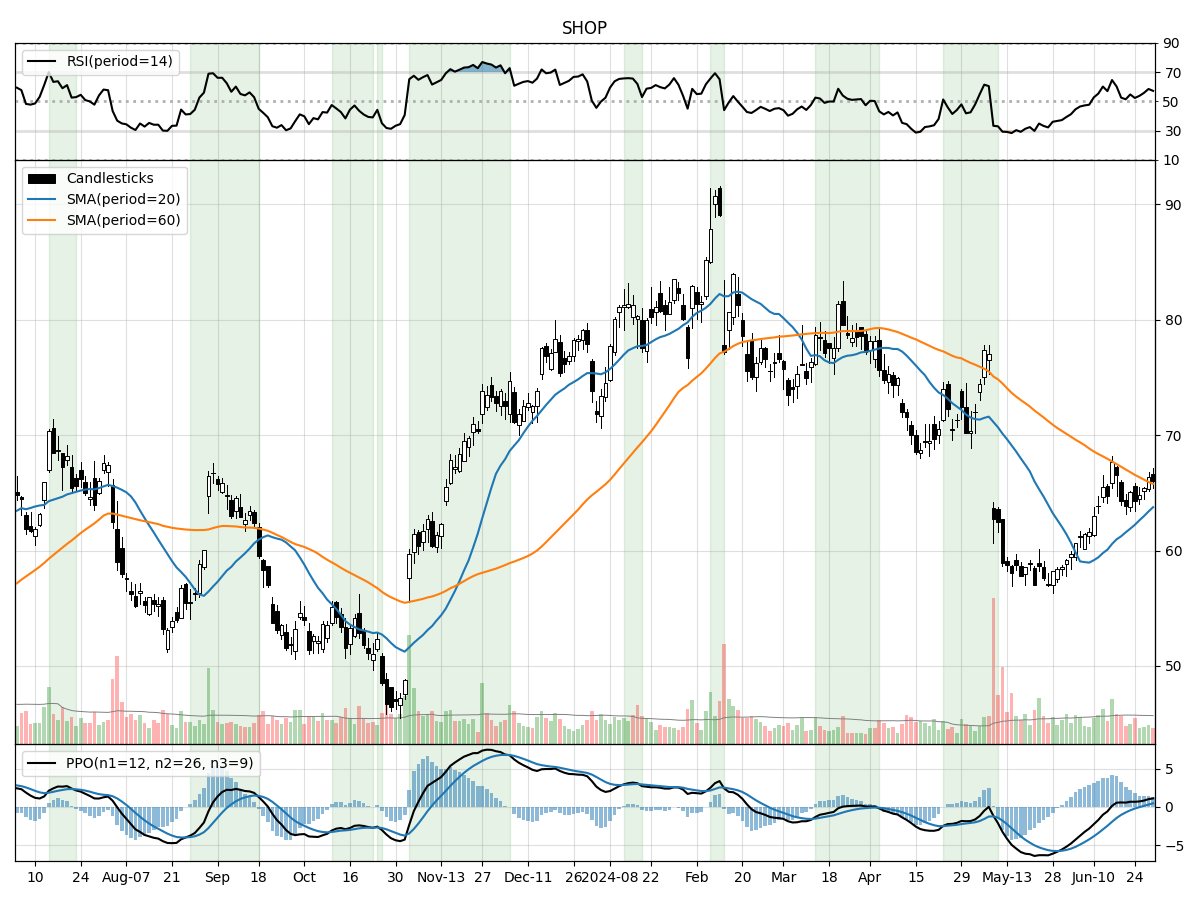 SHOP
RSI(period=14)
90
70
50
30
10
Candlesticks
SMA(period=20)
SMA(period=60)
90
80
70
60
50
PPO(n1=12, n2=26, n3=9)
5
0
−5
10 24 Aug-07 21 Sep 18 Oct 16 30 Nov-13 27 Dec-11 26 2024-08 22 Feb 20 Mar 18 Apr 15 29 May-13 28 Jun-10 24